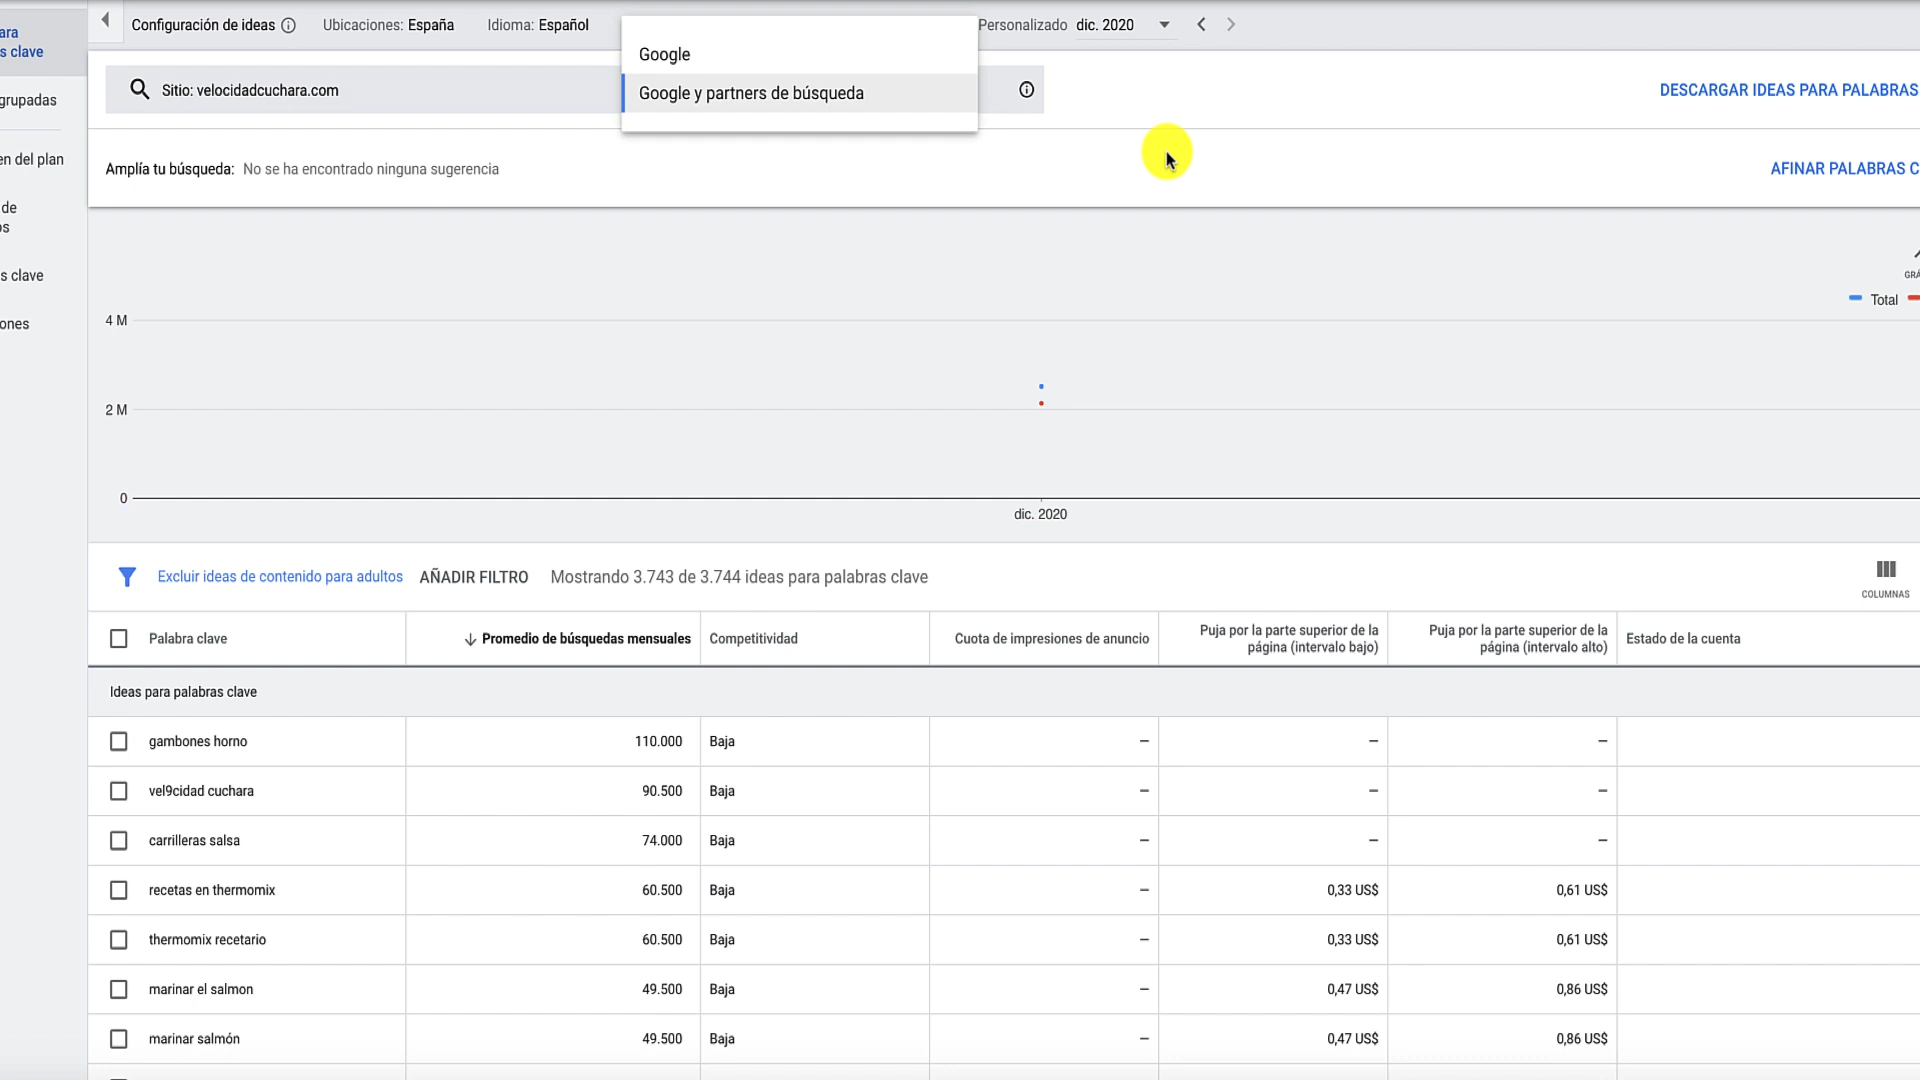 Configuración de ideas
Ubicaciones: España
Idioma: Español
Google
Google y partners de búsqueda
Personalizado dic. 2020
ara
s clave
grupadas
en del plan
de
os
s clave
ones
Sitio: velocidadcuchara.com
DESCARGAR IDEAS PARA PALABRAS
Amplía tu búsqueda: No se ha encontrado ninguna sugerencia
AFINAR PALABRAS C
GRÁ
Total
4 M
2 M
0
dic. 2020
Excluir ideas de contenido para adultos AÑADIR FILTRO Mostrando 3.743 de 3.744 ideas para palabras clave
COLUMNAS
Palabra clave
Promedio de búsquedas mensuales
Competitividad
Cuota de impresiones de anuncio
Puja por la parte superior de la
página (intervalo bajo)
Puja por la parte superior de la
página (intervalo alto)
Estado de la cuenta
Ideas para palabras clave
gambones horno 110.000 Baja – – –
vel9cidad cuchara 90.500 Baja – – –
carrilleras salsa 74.000 Baja – – –
recetas en thermomix 60.500 Baja – 0,33 US$ 0,61 US$
thermomix recetario 60.500 Baja – 0,33 US$ 0,61 US$
marinar el salmon 49.500 Baja – 0,47 US$ 0,86 US$
marinar salmón 49.500 Baja – 0,47 US$ 0,86 US$